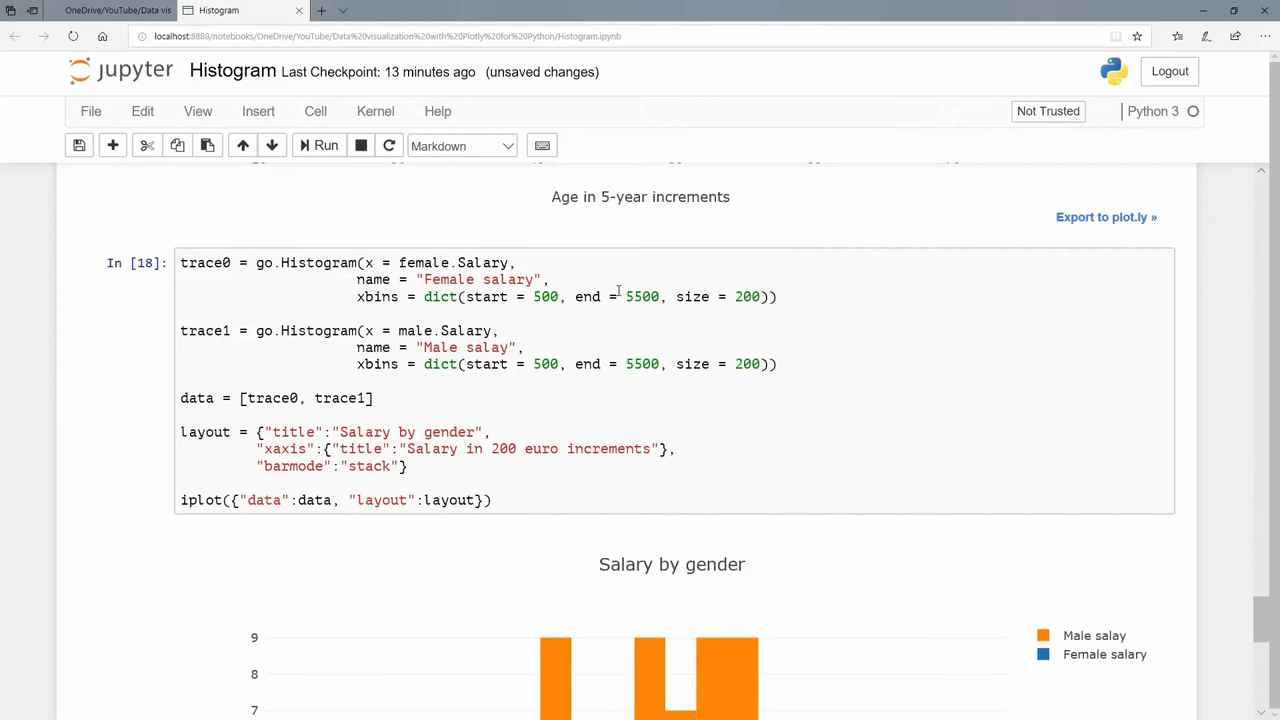 OneDrive/YouTube/Data vis
Histogram
localhost:8888/notebooks/OneDrive/YouTube/Data%20visualization%20with%20Plotly%20for%20Python/Histogram.ipynb
jupyter Histogram Last Checkpoint: 13 minutes ago (unsaved changes)
Logout
File Edit View Insert Cell Kernel Help
Not Trusted
Python 3
Run
Markdown
Age in 5-year increments
Export to plot.ly »
In [18]:
trace0 = go.Histogram(x = female.Salary,
name = "Female salary",
xbins = dict(start = 500, end = 5500, size = 200))
trace1 = go.Histogram(x = male.Salary,
name = "Male salay",
xbins = dict(start = 500, end = 5500, size = 200))
data = [trace0, trace1]
layout = {"title":"Salary by gender",
"xaxis":{"title":"Salary in 200 euro increments"},
"barmode":"stack"}
iplot({"data":data, "layout":layout})
Salary by gender
9
8
7
Male salay
Female salary